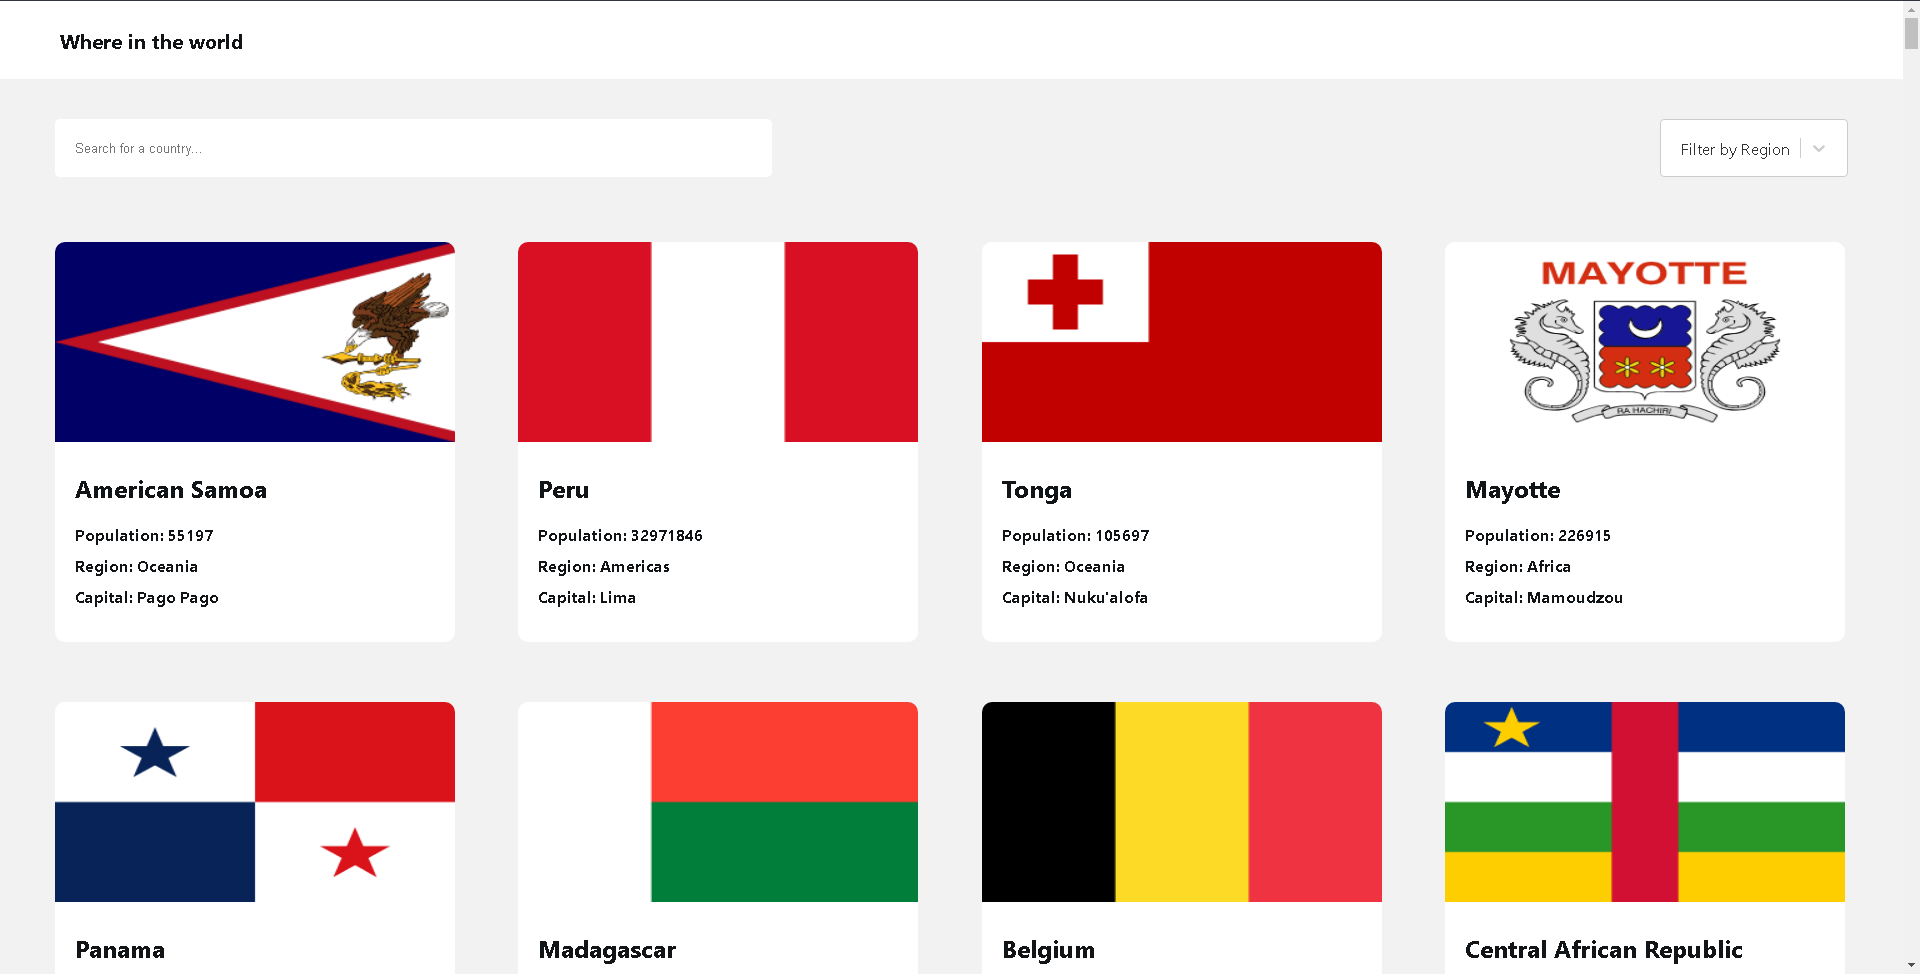 Where in the world
Search for a country...
Filter by Region
MAYOTTE
RA HACHIRI
American Samoa
Population: 55197
Region: Oceania
Capital: Pago Pago
Peru
Population: 32971846
Region: Americas
Capital: Lima
Tonga
Population: 105697
Region: Oceania
Capital: Nuku'alofa
Mayotte
Population: 226915
Region: Africa
Capital: Mamoudzou
Panama
Madagascar
Belgium
Central African Republic